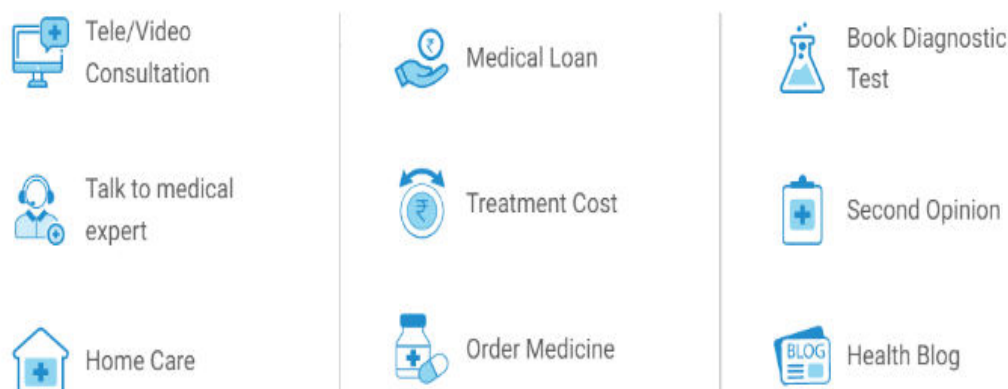 Tele/Video
Consultation
Talk to medical
expert
Home Care
₹
Medical Loan
₹
Treatment Cost
Order Medicine
Book Diagnostic
Test
Second Opinion
BLOG
Health Blog